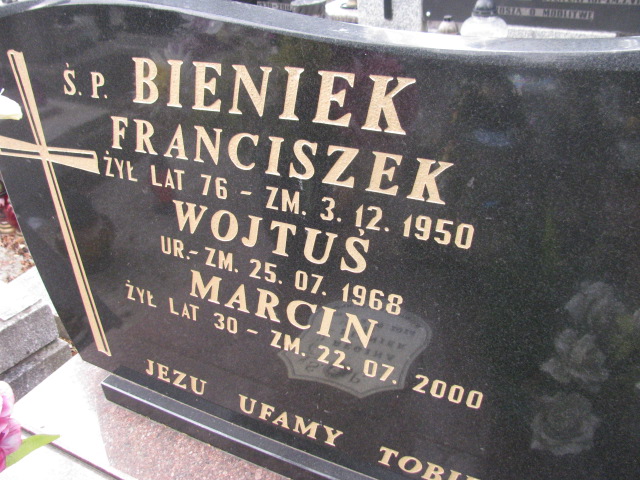 Ś. P. BIENIEK
FRANCISZEK
ŻYŁ LAT 76 - ZM. 3. 12. 1950
WOJTUŚ
UR.-ZM. 25. 07. 1968
MARCIN
ŻYŁ LAT 30 - ZM. 22. 07. 2000
JEZU UFAMY TOBIE